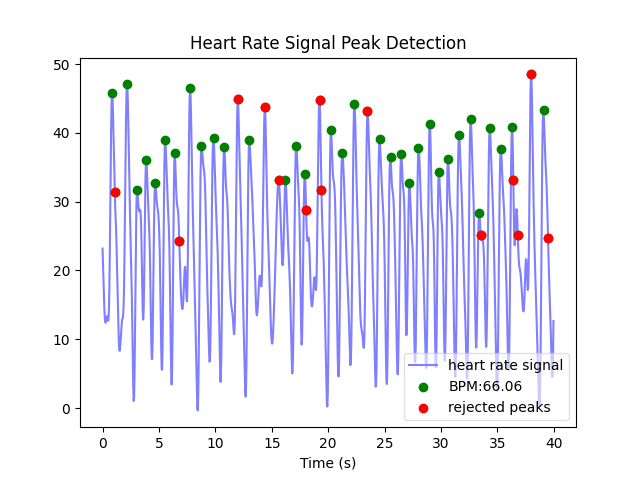 Heart Rate Signal Peak Detection
50
40
30
20
10
0
0 5 10 15 20 25 30 35 40
Time (s)
heart rate signal
BPM:66.06
rejected peaks